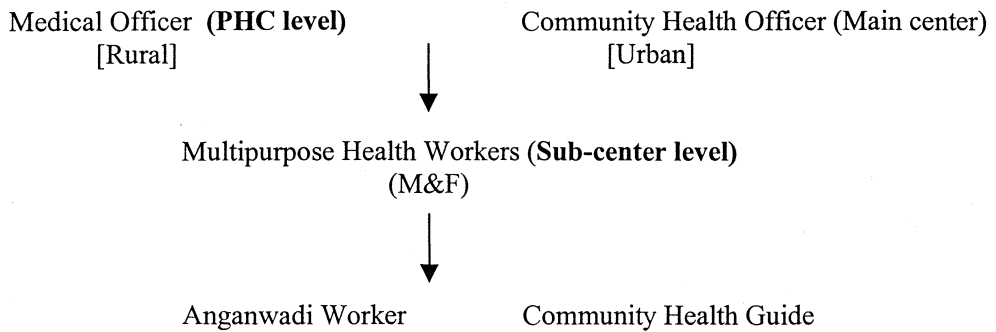 Medical Officer (PHC level) Community Health Officer (Main center)
[Rural] [Urban]
Multipurpose Health Workers (Sub-center level)
(M&F)
Anganwadi Worker Community Health Guide